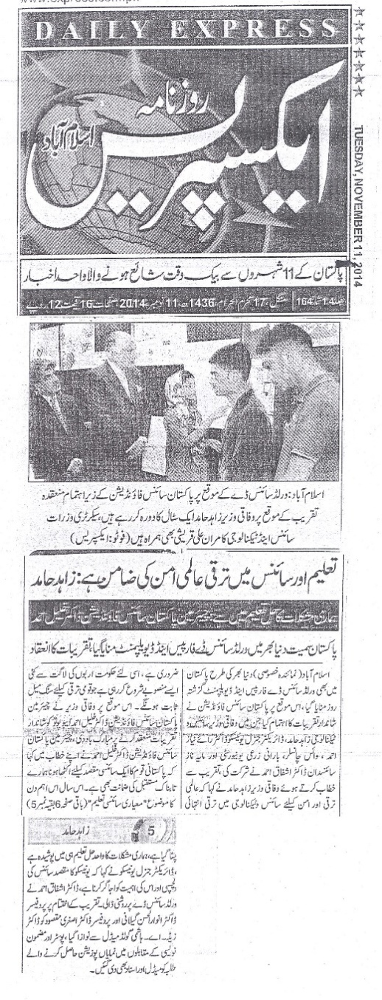 DAILY EXPRESS
روزنامہ
ایکسپریس
اسلام آباد
TUESDAY, NOVEMBER 11, 2014
پاکستان کے 11 شہروں سے بیک وقت شائع ہونے والا واحد اخبار
جلد 14 شمارہ 164 منگل، 17 محرم الحرام، 1436ھ، 11 نومبر، 2014 صفحات 16 قیمت 12 روپے
اسلام آباد: ورلڈ سائنس ڈے کے موقع پر پاکستان سائنس فاؤنڈیشن کے زیر اہتمام منعقدہ
تقریب کے موقع پر وفاقی وزیر زاہد حامد ایک سٹال کا دورہ کر رہے ہیں، سیکرٹری وزرات
سائنس اینڈ ٹیکنالوجی کامران علی قریشی بھی ہمراہ ہیں (فوٹو: ایکسپریس)
تعلیم اور سائنس میں ترقی عالمی امن کی ضامن ہے: زاہد حامد
ہماری مشکلات کا حل تعلیم میں ہے، چیئرمین پاکستان سائنس فاؤنڈیشن ڈاکٹر خلیل احمد
پاکستان سمیت دنیا بھر میں ورلڈ سائنس ڈے فار پیس اینڈ ڈیویلپمنٹ منایا گیا، تقریبات کا انعقاد
اسلام آباد (نمائندہ خصوصی) دنیا بھر کی طرح پاکستان
میں بھی ورلڈ سائنس ڈے فار پیس اینڈ ڈیویلپمنٹ گزشتہ
روز منایا گیا، اس موقع پر پاکستان سائنس فاؤنڈیشن نے
شاندار تقریبات کا اہتمام کیا جن میں وفاقی وزیر سائنس و
ٹیکنالوجی زاہد حامد، ڈائریکٹر جنرل یونیسکو ڈاکٹر نیاز
احمد، وائس چانسلر، بارانی زرعی یونیورسٹی اور مایہ ناز
سائنسدان ڈاکٹر اشفاق احمد نے شرکت کی، تقریب سے
خطاب کرتے ہوئے وفاقی وزیر زاہد حامد نے کہا کہ عالمی
ترقی اور امن کیلئے سائنس و ٹیکنالوجی میں ترقی انتہائی
ضروری ہے، اسی لئے حکومت اربوں کی لاگت سے کئی
ایسے منصوبے شروع کر رہی ہے جو قومی ترقی کیلئے سنگ میل
ثابت ہونگے۔ اس موقع پر وفاقی وزیر نے چیئرمین
پاکستان سائنس فاؤنڈیشن ڈاکٹر خلیل احمد کو شاندار
تقریبات منعقد کرنے پر مبارکباد دی، چیئرمین پاکستان
سائنس فاؤنڈیشن ڈاکٹر خلیل احمد نے اپنے خطاب میں کہا
کہ پاکستانی قوم کا ایک سائنسی مقصد کیلئے اکٹھا ہونا ہمارے
تابناک مستقبل کی ضمانت بھی ہے۔ اس سال اس اہم دن
کا موضوع "معیاری سائنسی تعلیم" (باقی صفحہ 6 بقیہ نمبر 5)
5 زاہد حامد
چنا گیا ہے، ہماری مشکلات کا واحد حل تعلیم ہی میں پوشیدہ ہے
، ڈائریکٹر جنرل یونیسکو نے کہا کہ یونیسکو کا مقصد سائنس کی
دلچسپی اور اس کی اہمیت کو اجاگر کرنا ہے، ڈاکٹر اشفاق احمد نے
ورلڈ سائنس ڈے پر روشنی ڈالی۔ تقریب کے اختتام پر پروفیسر
ڈاکٹر انوار الحسن گیلانی اور پروفیسر ڈاکٹر اصغری مقصود کو ڈاکٹر
زیڈ۔ اے۔ ہاشمی گولڈ میڈل سے نوازا گیا، پوسٹر اور مضمون
نویسی کے مقابلوں میں نمایاں پوزیشن حاصل کرنے والے
طلبہ کو میڈل اور اسناد بھی دی گئیں۔